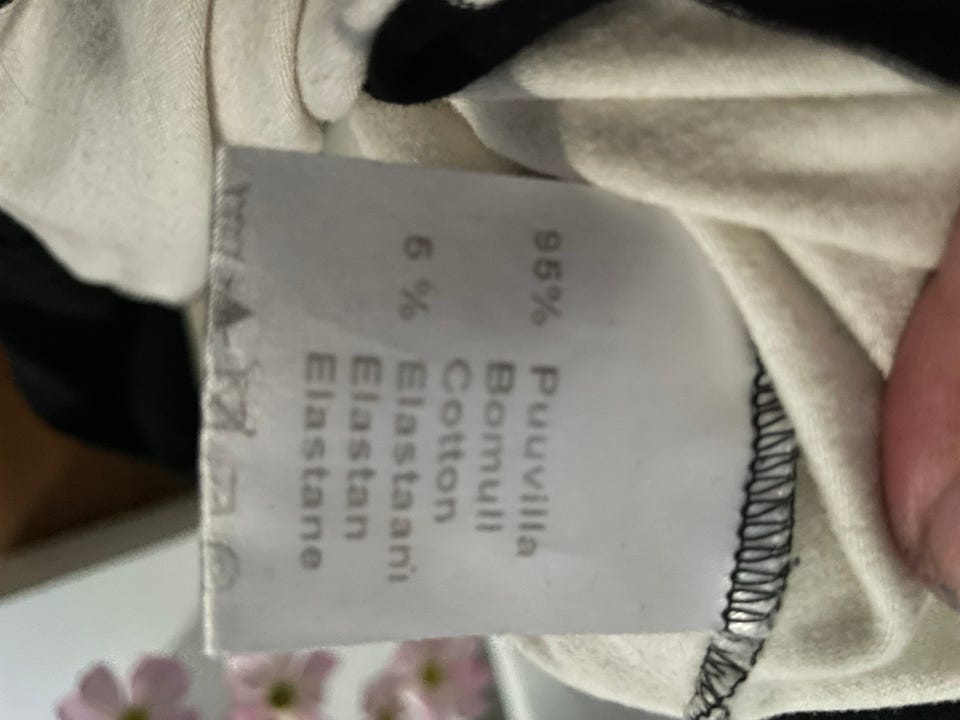 95% Puuvilla
Bomull
Cotton
5 % Elastaani
Elastan
Elastane